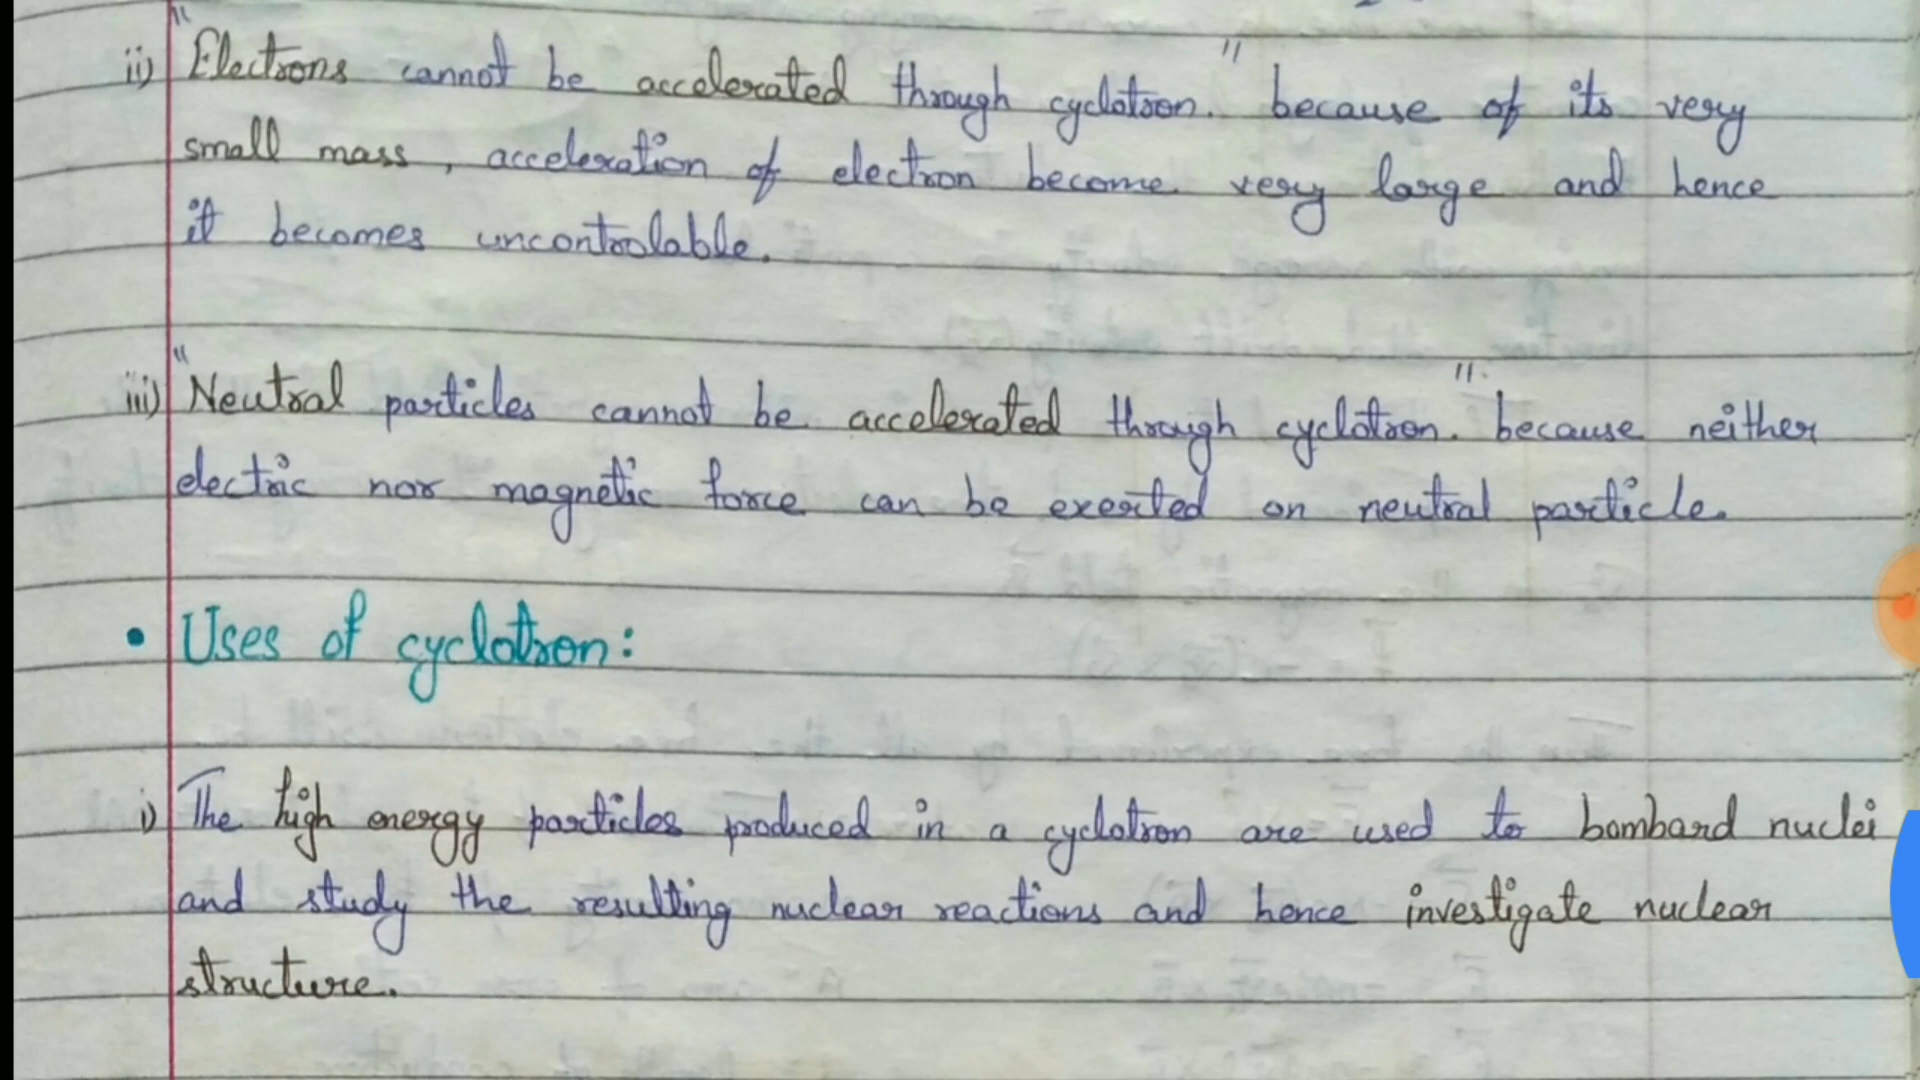 ii) "Electrons cannot be accelerated through cyclotron." because of its very
small mass, acceleration of electron become very large and hence
it becomes uncontrolable.
iii) "Neutral particles cannot be accelerated through cyclotron." because neither
electric nor magnetic force can be exerted on neutral particle.
• Uses of cyclotron:
i) The high energy particles produced in a cyclotron are used to bombard nuclei
and study the resulting nuclear reactions and hence investigate nuclear
structure.